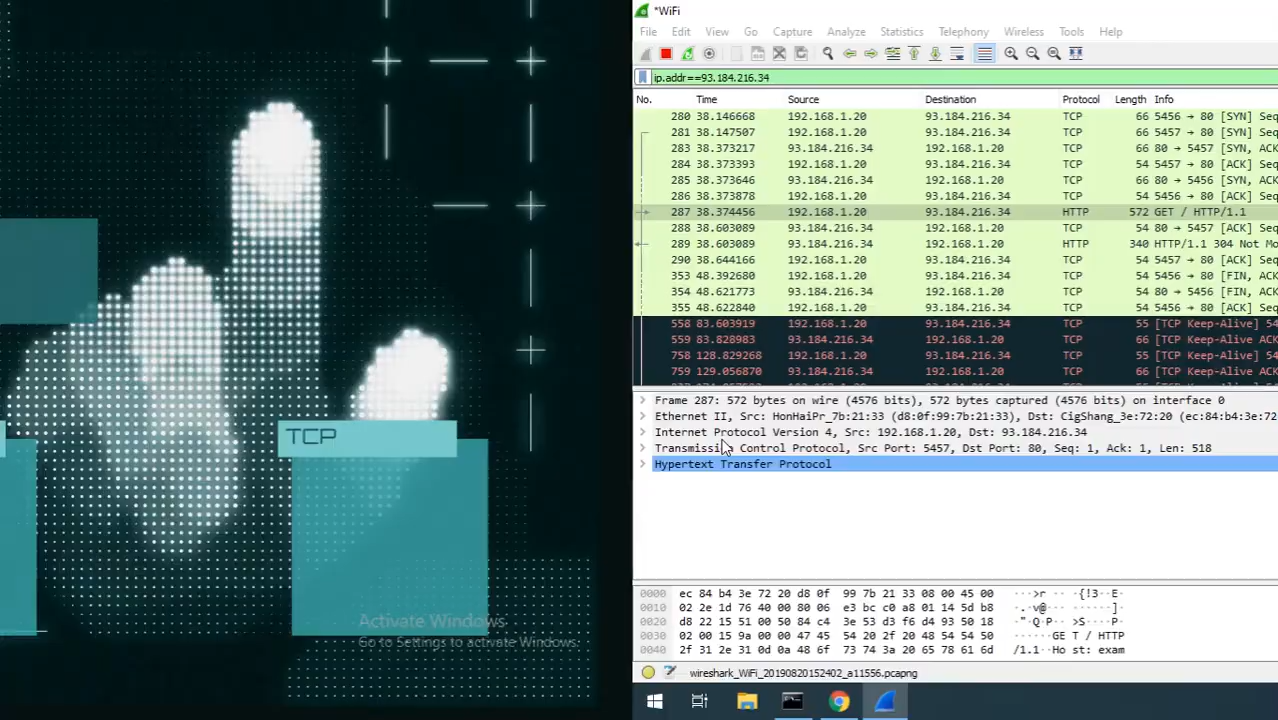 TCP
Activate Windows
Go to Settings to activate Windows.
*WiFi
File Edit View Go Capture Analyze Statistics Telephony Wireless Tools Help
ip.addr==93.184.216.34
No. Time Source Destination Protocol Length Info
280 38.146668 192.168.1.20 93.184.216.34 TCP 66 5456 → 80 [SYN] Seq
281 38.147507 192.168.1.20 93.184.216.34 TCP 66 5457 → 80 [SYN] Seq
283 38.373217 93.184.216.34 192.168.1.20 TCP 66 80 → 5457 [SYN, ACK
284 38.373393 192.168.1.20 93.184.216.34 TCP 54 5457 → 80 [ACK] Seq
285 38.373646 93.184.216.34 192.168.1.20 TCP 66 80 → 5456 [SYN, ACK
286 38.373878 192.168.1.20 93.184.216.34 TCP 54 5456 → 80 [ACK] Seq
287 38.374456 192.168.1.20 93.184.216.34 HTTP 572 GET / HTTP/1.1
288 38.603089 93.184.216.34 192.168.1.20 TCP 54 80 → 5457 [ACK] Seq
289 38.603089 93.184.216.34 192.168.1.20 HTTP 340 HTTP/1.1 304 Not Mo
290 38.644166 192.168.1.20 93.184.216.34 TCP 54 5457 → 80 [ACK] Seq
353 48.392680 192.168.1.20 93.184.216.34 TCP 54 5456 → 80 [FIN, ACK
354 48.621773 93.184.216.34 192.168.1.20 TCP 54 80 → 5456 [FIN, ACK
355 48.622840 192.168.1.20 93.184.216.34 TCP 54 5456 → 80 [ACK] Seq
558 83.603919 192.168.1.20 93.184.216.34 TCP 55 [TCP Keep-Alive] 54
559 83.828983 93.184.216.34 192.168.1.20 TCP 66 [TCP Keep-Alive ACK
758 128.829268 192.168.1.20 93.184.216.34 TCP 55 [TCP Keep-Alive] 54
759 129.056870 93.184.216.34 192.168.1.20 TCP 66 [TCP Keep-Alive ACK
Frame 287: 572 bytes on wire (4576 bits), 572 bytes captured (4576 bits) on interface 0
Ethernet II, Src: HonHaiPr_7b:21:33 (d8:0f:99:7b:21:33), Dst: CigShang_3e:72:20 (ec:84:b4:3e:72
Internet Protocol Version 4, Src: 192.168.1.20, Dst: 93.184.216.34
Transmission Control Protocol, Src Port: 5457, Dst Port: 80, Seq: 1, Ack: 1, Len: 518
Hypertext Transfer Protocol
0000 ec 84 b4 3e 72 20 d8 0f 99 7b 21 33 08 00 45 00 ···>r ·· ·{!3··E·
0010 02 2e 1d 76 40 00 80 06 e3 bc c0 a8 01 14 5d b8 ·.·v@··· ······]·
0020 d8 22 15 51 00 50 84 c4 3e 53 d3 f6 d4 93 50 18 ·"·Q·P·· >S····P·
0030 02 00 15 9a 00 00 47 45 54 20 2f 20 48 54 54 50 ······GE T / HTTP
0040 2f 31 2e 31 0d 0a 48 6f 73 74 3a 20 65 78 61 6d /1.1··Ho st: exam
wireshark_WiFi_20190820152402_a11556.pcapng